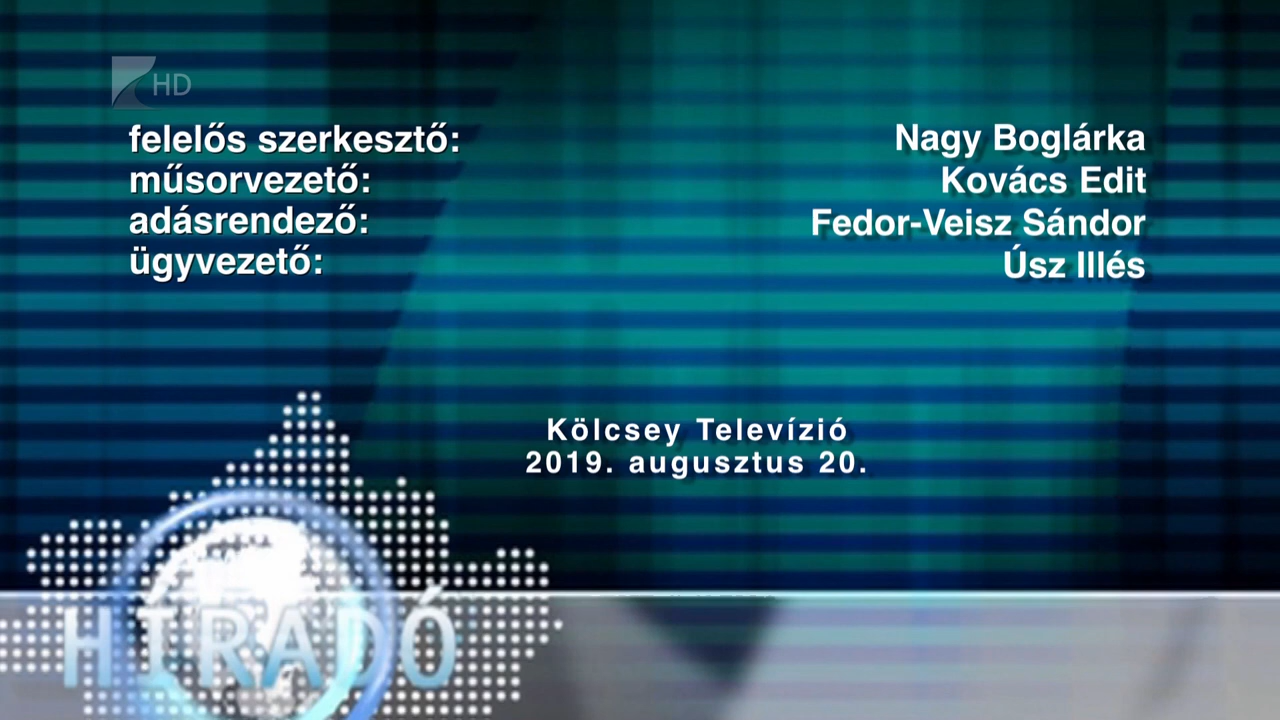 HD
felelős szerkesztő: Nagy Boglárka
műsorvezető: Kovács Edit
adásrendező: Fedor-Veisz Sándor
ügyvezető: Úsz Illés
Kölcsey Televízió
2019. augusztus 20.
HÍRADÓ